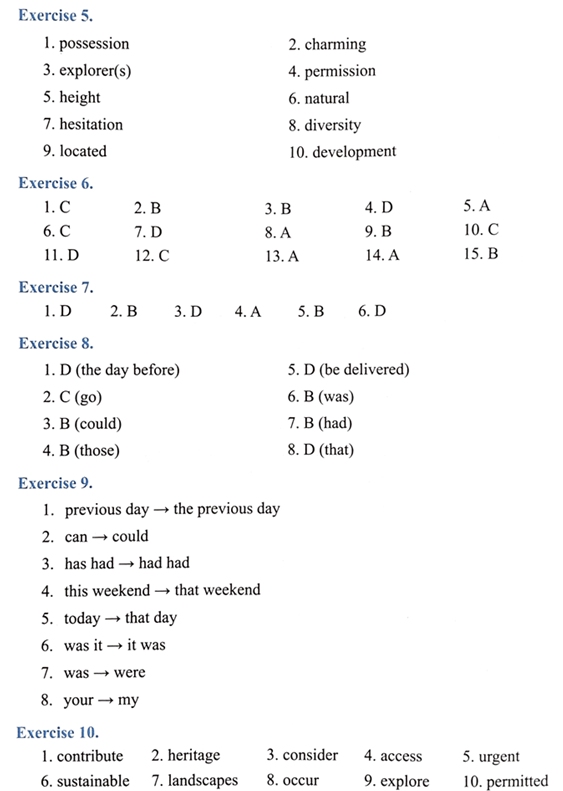 Exercise 5.
1. possession 2. charming
3. explorer(s) 4. permission
5. height 6. natural
7. hesitation 8. diversity
9. located 10. development
Exercise 6.
1. C 2. B 3. B 4. D 5. A
6. C 7. D 8. A 9. B 10. C
11. D 12. C 13. A 14. A 15. B
Exercise 7.
1. D 2. B 3. D 4. A 5. B 6. D
Exercise 8.
1. D (the day before) 5. D (be delivered)
2. C (go) 6. B (was)
3. B (could) 7. B (had)
4. B (those) 8. D (that)
Exercise 9.
1. previous day → the previous day
2. can → could
3. has had → had had
4. this weekend → that weekend
5. today → that day
6. was it → it was
7. was → were
8. your → my
Exercise 10.
1. contribute 2. heritage 3. consider 4. access 5. urgent
6. sustainable 7. landscapes 8. occur 9. explore 10. permitted